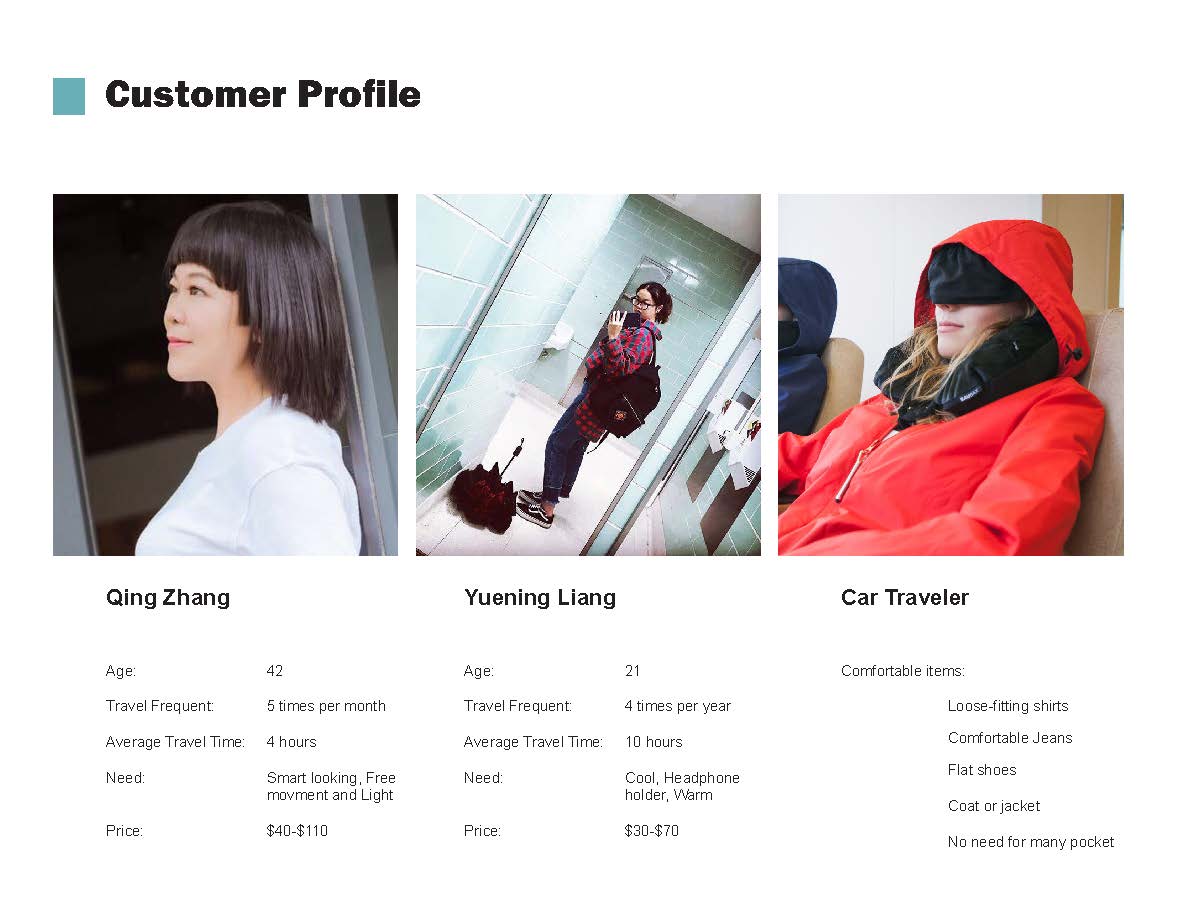 Customer Profile
Qing Zhang
Age: 42
Travel Frequent: 5 times per month
Average Travel Time: 4 hours
Need: Smart looking, Free
movment and Light
Price: $40-$110
Yuening Liang
Age: 21
Travel Frequent: 4 times per year
Average Travel Time: 10 hours
Need: Cool, Headphone
holder, Warm
Price: $30-$70
Car Traveler
Comfortable items:
Loose-fitting shirts
Comfortable Jeans
Flat shoes
Coat or jacket
No need for many pocket